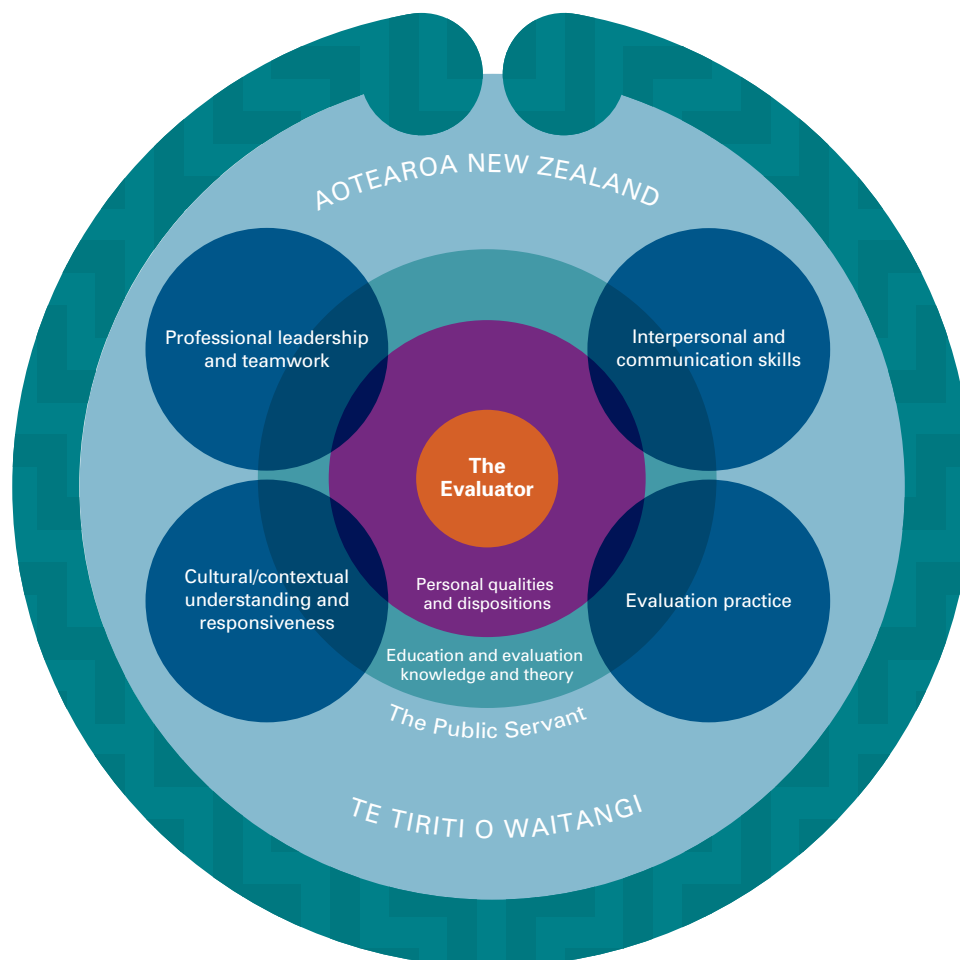 AOTEAROA NEW ZEALAND
Professional leadership
and teamwork
Interpersonal and
communication skills
The
Evaluator
Cultural/contextual
understanding and
responsiveness
Personal qualities
and dispositions
Evaluation practice
Education and evaluation
knowledge and theory
The Public Servant
TE TIRITI O WAITANGI